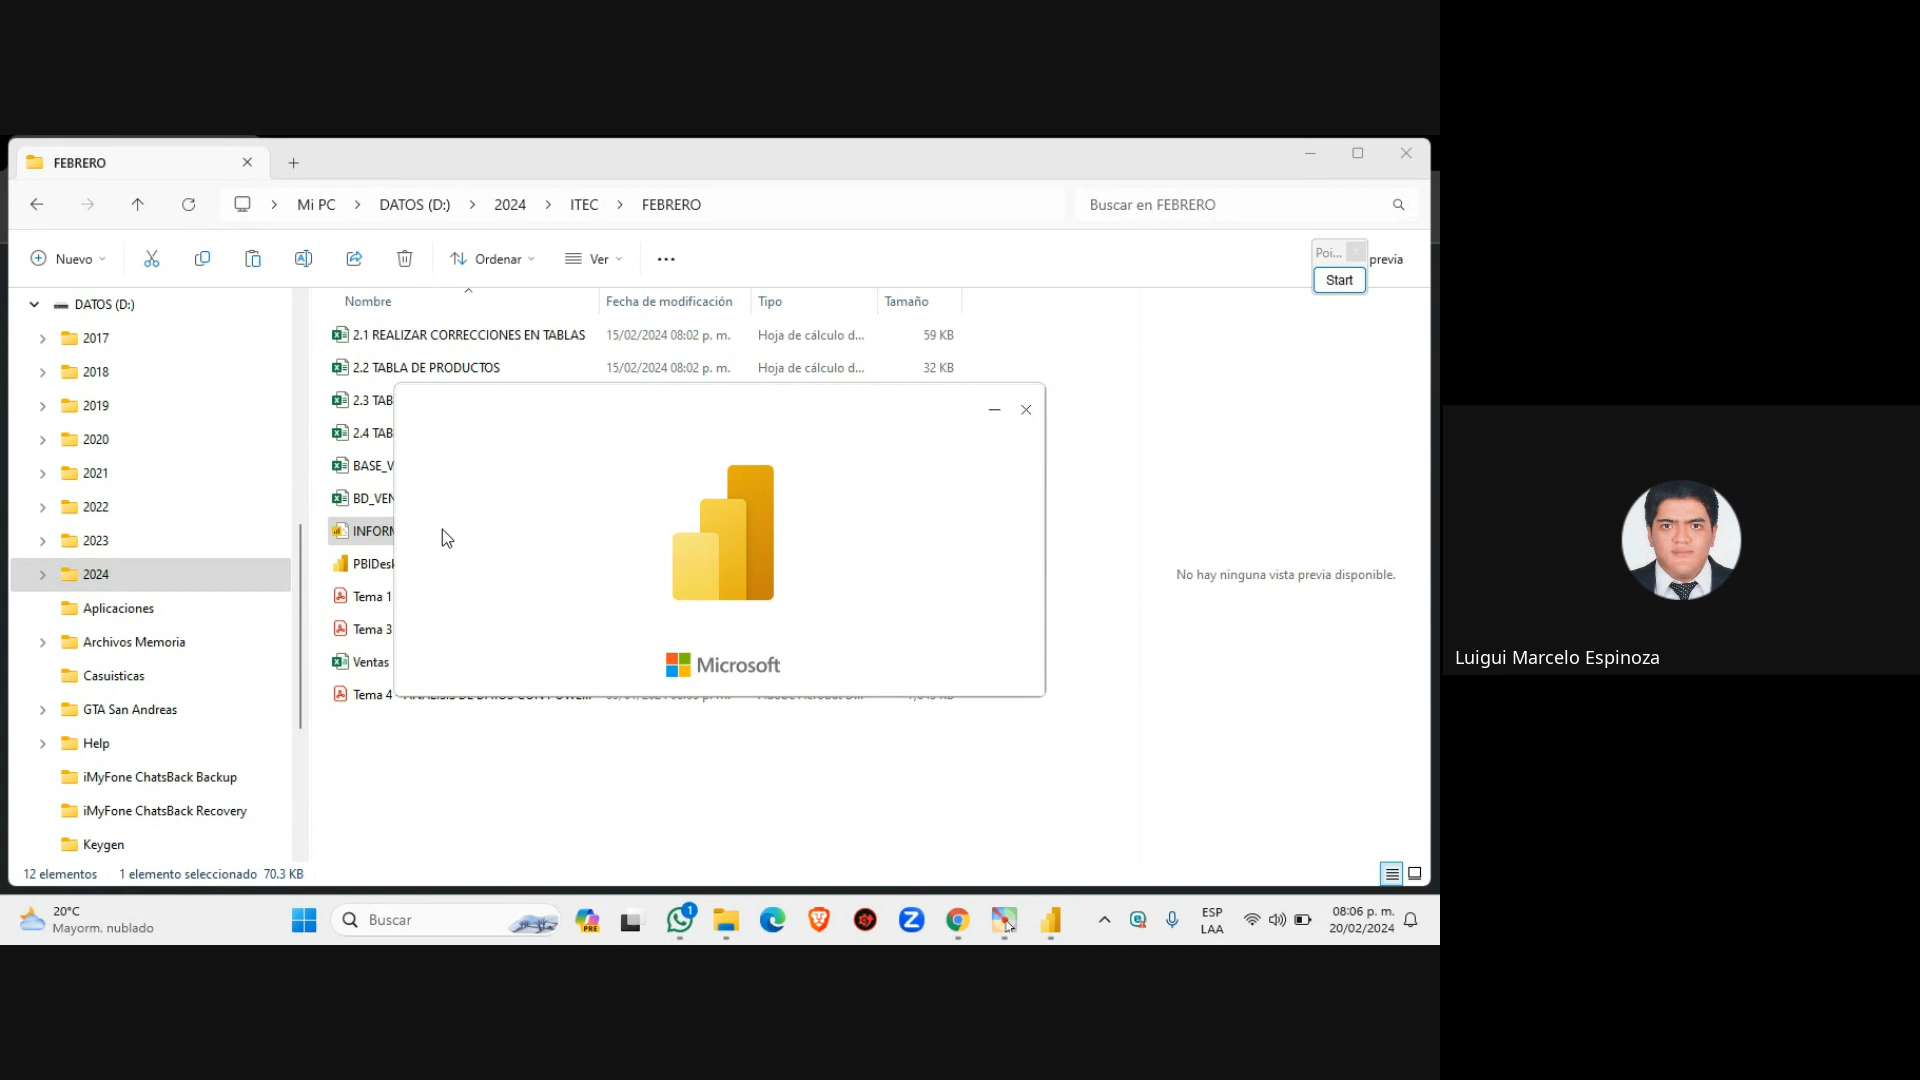 FEBRERO
Mi PC
DATOS (D:)
2024
ITEC
FEBRERO
Buscar en FEBRERO
Nuevo
Ordenar
Ver
Poi...
previa
Start
DATOS (D:)
2017
2018
2019
2020
2021
2022
2023
2024
Aplicaciones
Archivos Memoria
Casuisticas
GTA San Andreas
Help
iMyFone ChatsBack Backup
iMyFone ChatsBack Recovery
Keygen
Nombre Fecha de modificación Tipo Tamaño
2.1 REALIZAR CORRECCIONES EN TABLAS 15/02/2024 08:02 p. m. Hoja de cálculo d... 59 KB
2.2 TABLA DE PRODUCTOS 15/02/2024 08:02 p. m. Hoja de cálculo d... 32 KB
2.3 TAB
2.4 TAB
BASE_V
BD_VEN
INFORM
PBIDesk
Tema 1
Tema 3
Ventas
Tema 4
Microsoft
No hay ninguna vista previa disponible.
12 elementos 1 elemento seleccionado 70.3 KB
20°C
Mayorm. nublado
Buscar
PRE
1
ESP
LAA
08:06 p. m.
20/02/2024
Luigui Marcelo Espinoza